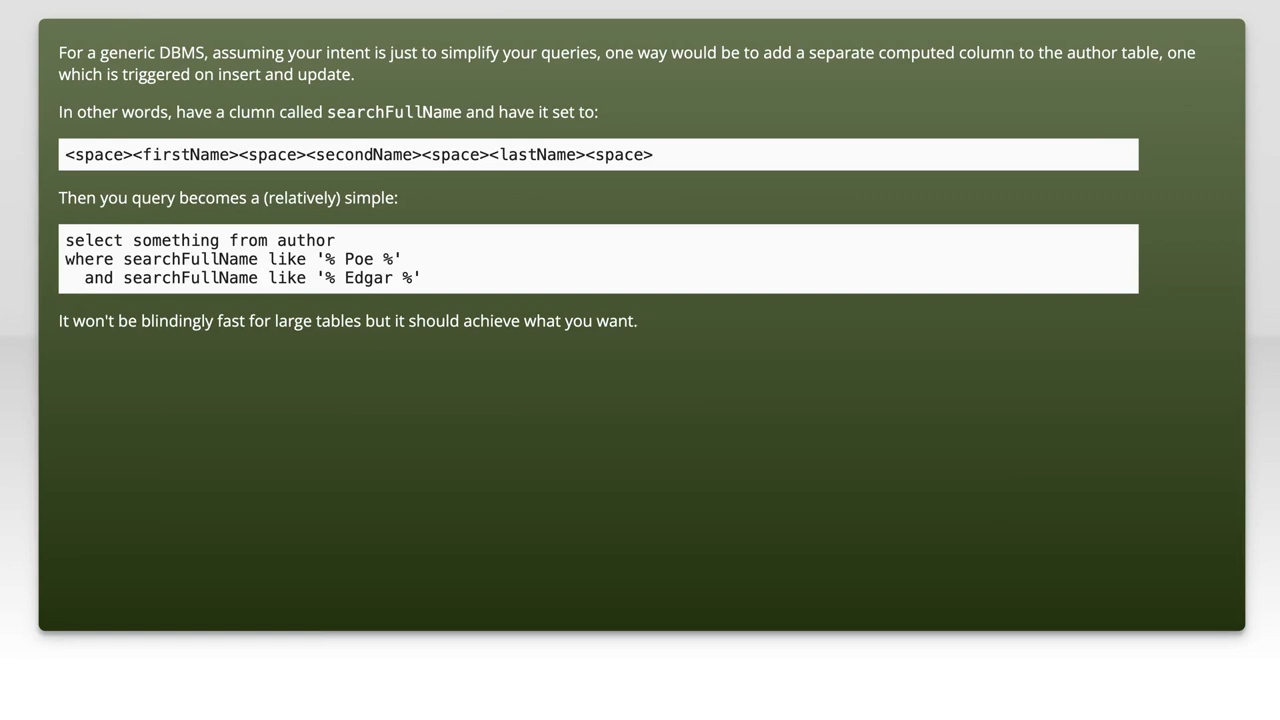 For a generic DBMS, assuming your intent is just to simplify your queries, one way would be to add a separate computed column to the author table, one
which is triggered on insert and update.
In other words, have a clumn called searchFullName and have it set to:
<space><firstName><space><secondName><space><lastName><space>
Then you query becomes a (relatively) simple:
select something from author
where searchFullName like '% Poe %'
  and searchFullName like '% Edgar %'
It won't be blindingly fast for large tables but it should achieve what you want.